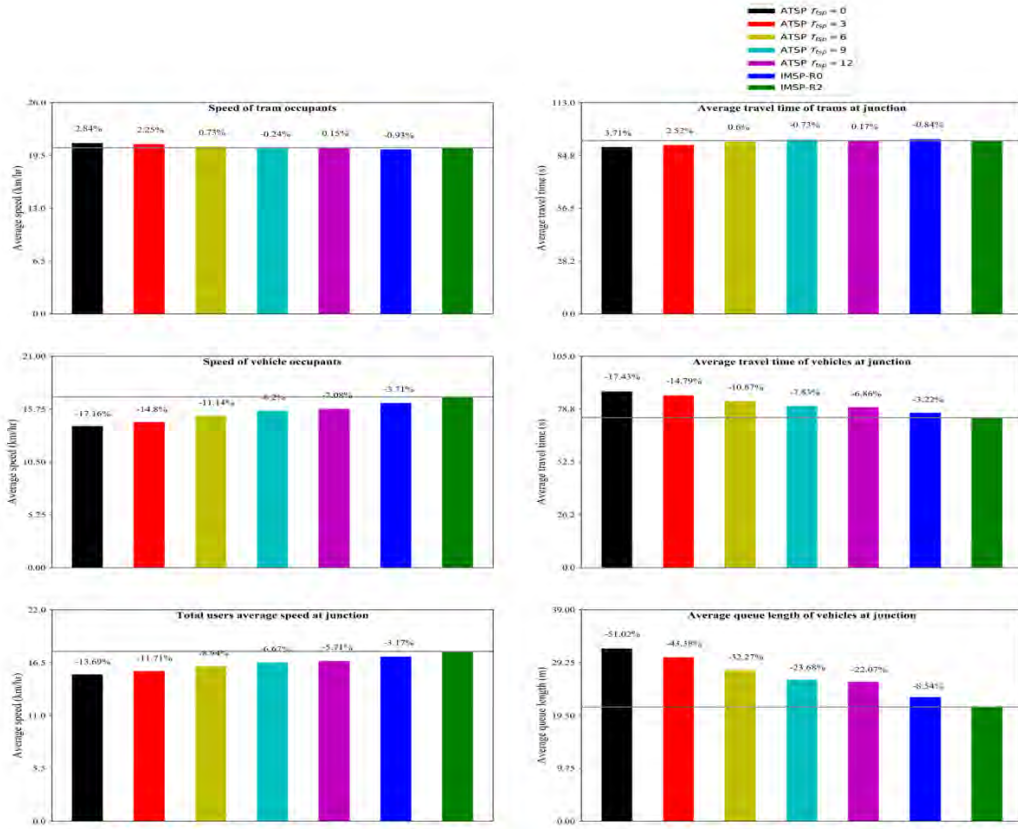 ATSP T_tsp = 0
ATSP T_tsp = 3
ATSP T_tsp = 6
ATSP T_tsp = 9
ATSP T_tsp = 12
IMSP-R0
IMSP-R2
Speed of tram occupants
26.0
19.5
13.0
6.5
0.0
Average speed (km/hr)
2.84% 2.25% 0.73% -0.24% 0.15% -0.93%
Average travel time of trams at junction
113.0
84.8
56.5
28.2
0.0
Average travel time (s)
3.71% 2.52% 0.6% -0.73% 0.17% -0.84%
Speed of vehicle occupants
21.00
15.75
10.50
5.25
0.00
Average speed (km/hr)
-17.16% -14.8% -11.14% -8.2% -7.08% -3.71%
Average travel time of vehicles at junction
105.0
78.8
52.5
26.2
0.0
Average travel time (s)
-17.43% -14.79% -10.87% -7.83% -6.86% -3.22%
Total users average speed at junction
22.0
16.5
11.0
5.5
0.0
Average speed (km/hr)
-13.69% -11.71% -8.94% -6.67% -5.71% -3.17%
Average queue length of vehicles at junction
39.00
29.25
19.50
9.75
0.00
Average queue length (m)
-51.02% -43.38% -32.27% -23.68% -22.07% -8.54%